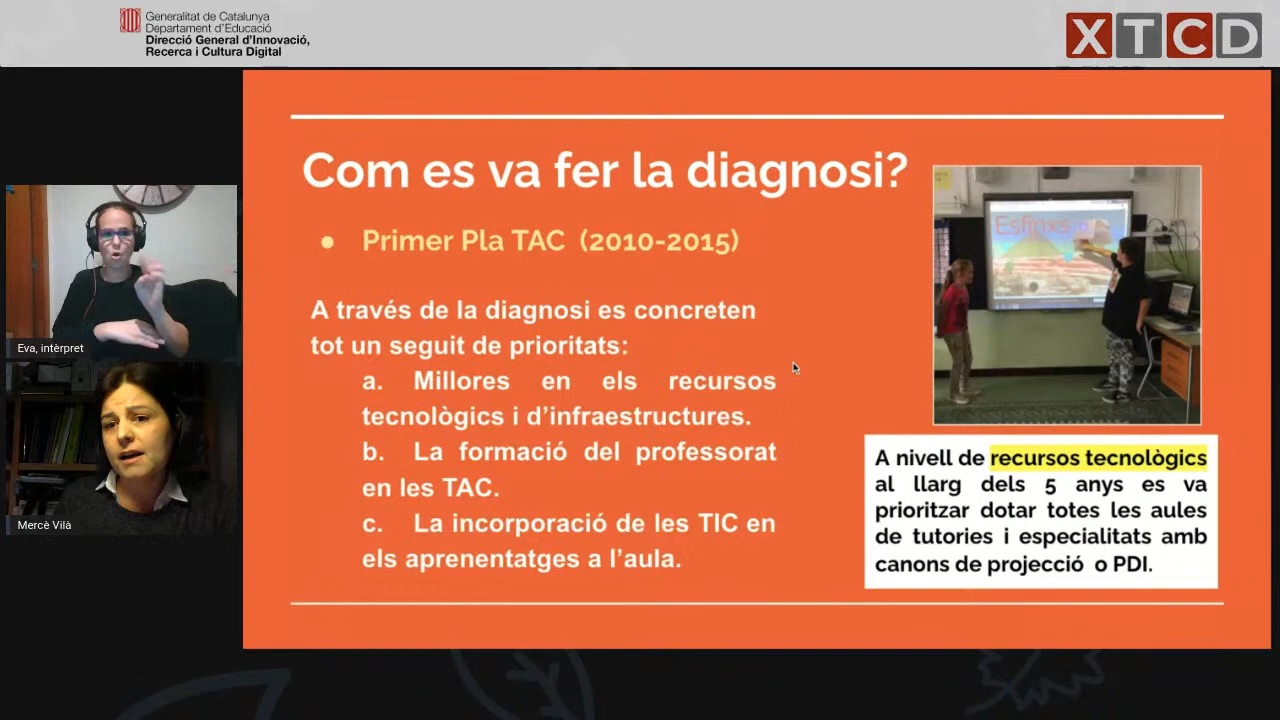 Generalitat de Catalunya
Departament d'Educació
Direcció General d'Innovació,
Recerca i Cultura Digital
XTCD
Com es va fer la diagnosi?
● Primer Pla TAC (2010-2015)
A través de la diagnosi es concreten
tot un seguit de prioritats:
a. Millores en els recursos
tecnològics i d'infraestructures.
b. La formació del professorat
en les TAC.
c. La incorporació de les TIC en
els aprenentatges a l'aula.
Esfinxs
A nivell de recursos tecnològics
al llarg dels 5 anys es va
prioritzar dotar totes les aules
de tutories i especialitats amb
canons de projecció o PDI.
Eva, intèrpret
Mercè Vilà